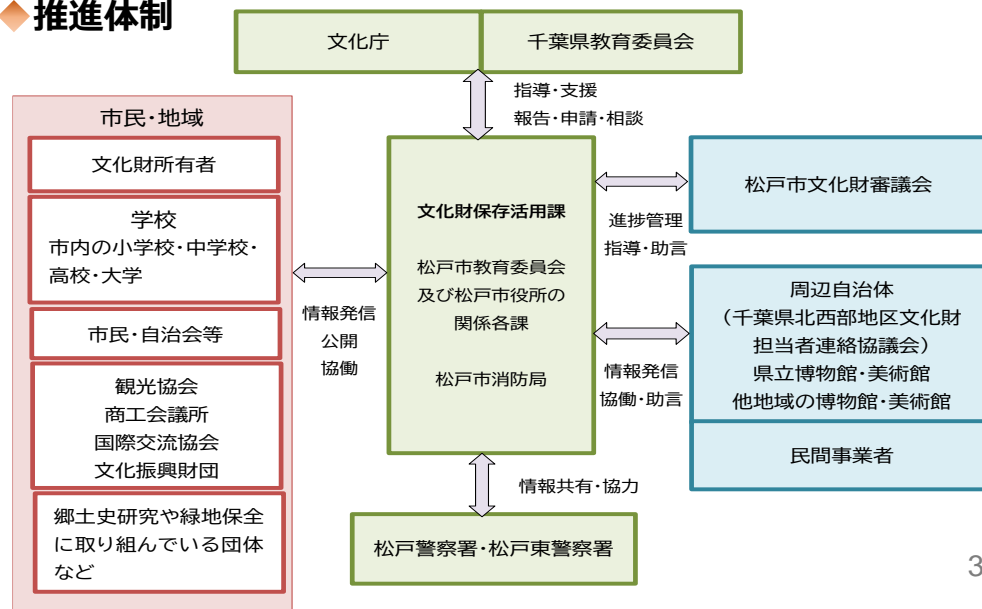 ◆推進体制
文化庁
千葉県教育委員会
指導・支援
報告・申請・相談
市民・地域
文化財所有者
学校
市内の小学校・中学校・
高校・大学
市民・自治会等
観光協会
商工会議所
国際交流協会
文化振興財団
郷土史研究や緑地保全
に取り組んでいる団体
など
情報発信
公開
協働
文化財保存活用課
松戸市教育委員会
及び松戸市役所の
関係各課
松戸市消防局
進捗管理
指導・助言
松戸市文化財審議会
情報発信
協働・助言
周辺自治体
（千葉県北西部地区文化財
担当者連絡協議会）
県立博物館・美術館
他地域の博物館・美術館
民間事業者
情報共有・協力
松戸警察署・松戸東警察署
3